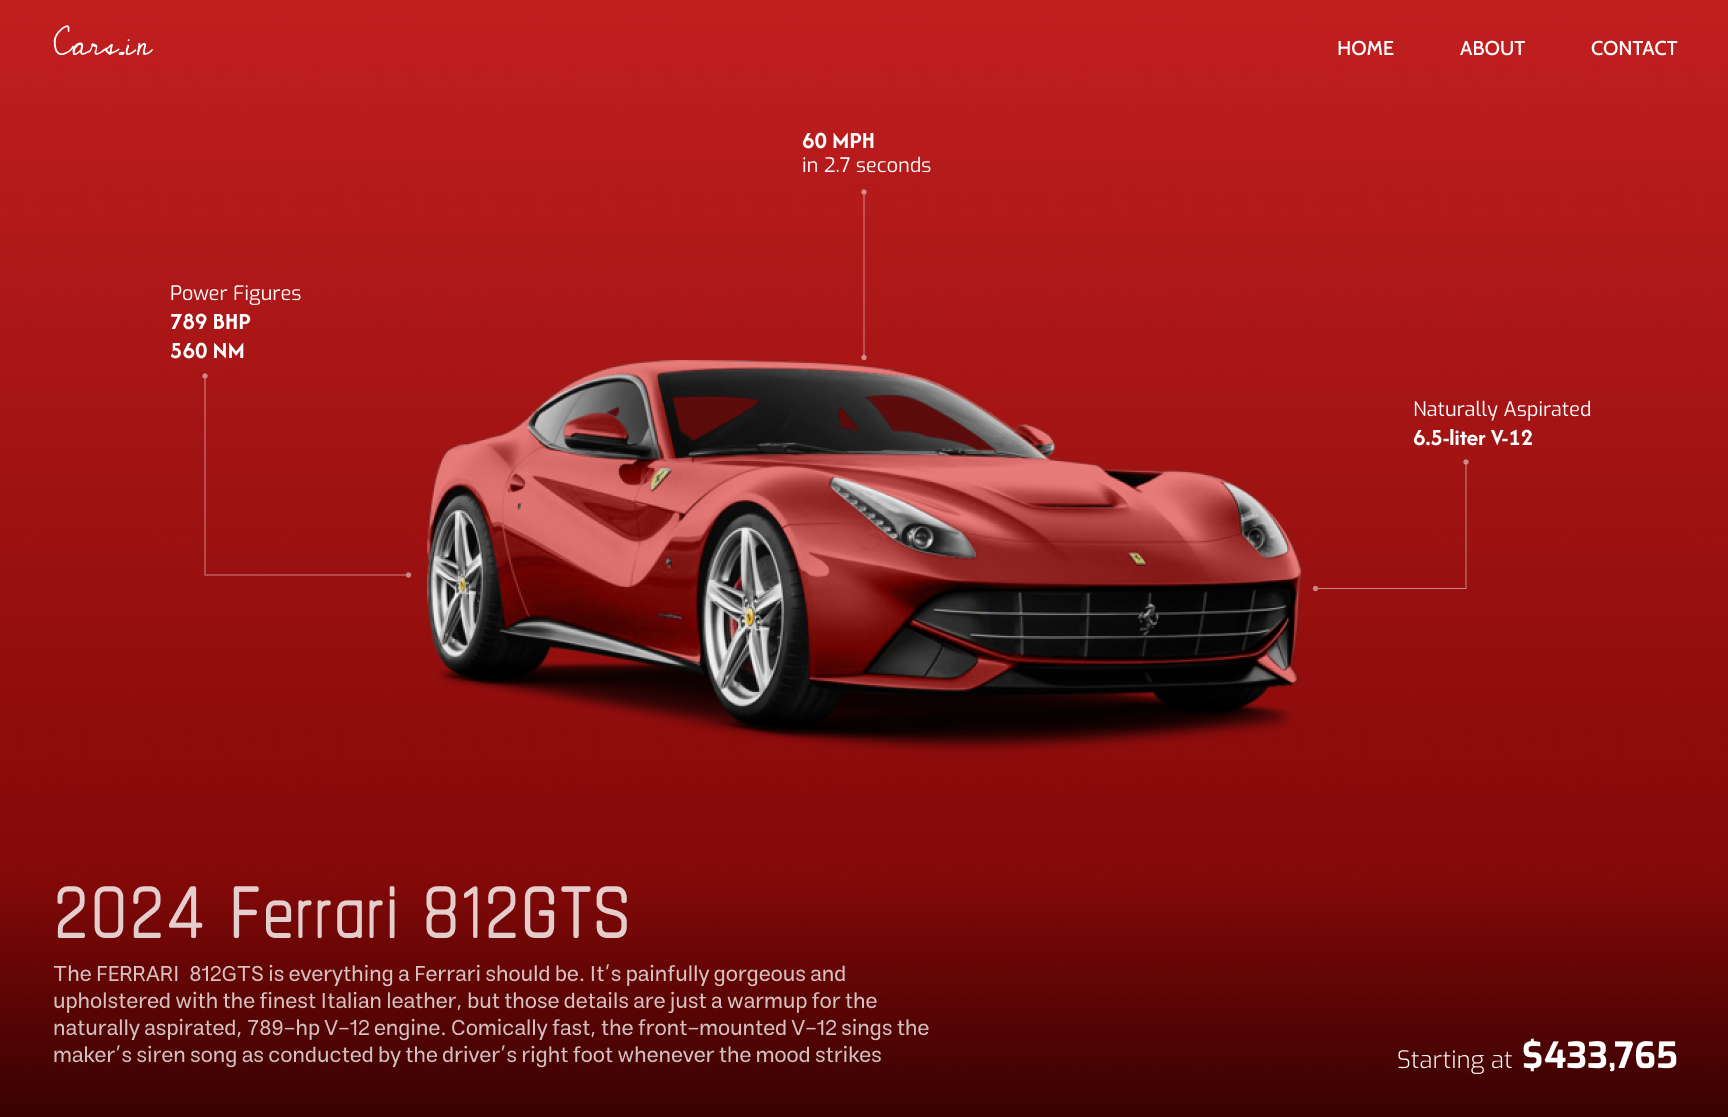 Cars.in
HOME ABOUT CONTACT
60 MPH
in 2.7 seconds
Power Figures
789 BHP
560 NM
Naturally Aspirated
6.5-liter V-12
2024 Ferrari 812GTS
The FERRARI  812GTS is everything a Ferrari should be. It's painfully gorgeous and
upholstered with the finest Italian leather, but those details are just a warmup for the
naturally aspirated, 789-hp V-12 engine. Comically fast, the front-mounted V-12 sings the
maker's siren song as conducted by the driver's right foot whenever the mood strikes
Starting at $433,765